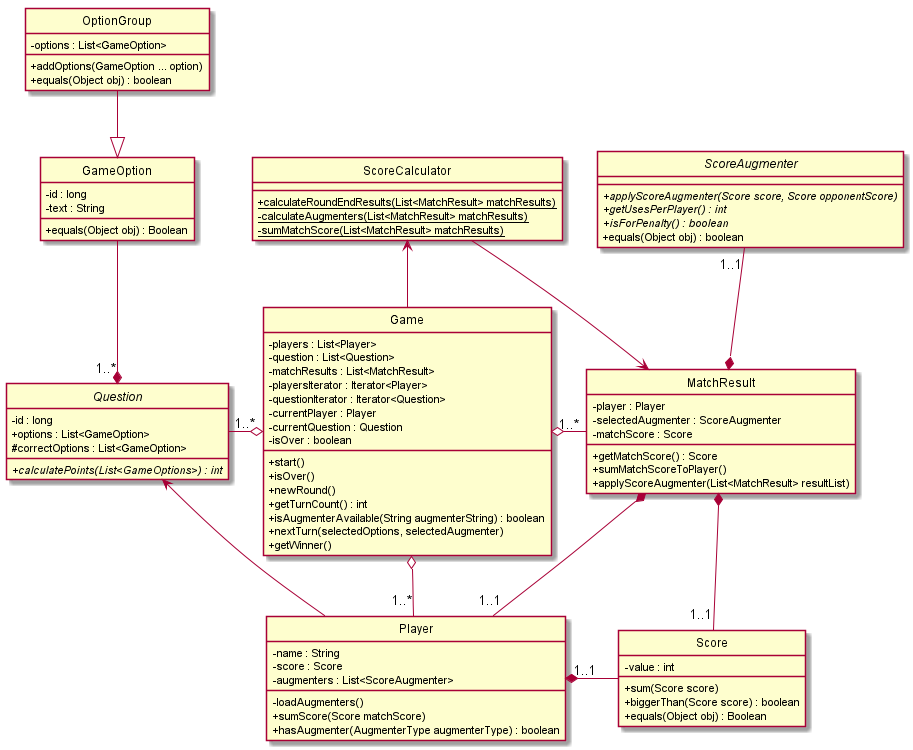 OptionGroup
-options : List<GameOption>
+addOptions(GameOption ... option)
+equals(Object obj) : boolean
GameOption
-id : long
-text : String
+equals(Object obj) : Boolean
ScoreCalculator
+calculateRoundEndResults(List<MatchResult> matchResults)
-calculateAugmenters(List<MatchResult> matchResults)
-sumMatchScore(List<MatchResult> matchResults)
ScoreAugmenter
+applyScoreAugmenter(Score score, Score opponentScore)
+getUsesPerPlayer() : int
+isForPenalty() : boolean
+equals(Object obj) : boolean
1..1
Game
-players : List<Player>
-question : List<Question>
-matchResults : List<MatchResult>
-playersIterator : Iterator<Player>
-questionIterator : Iterator<Question>
-currentPlayer : Player
-currentQuestion : Question
-isOver : boolean
+start()
+isOver()
+newRound()
+getTurnCount() : int
+isAugmenterAvailable(String augmenterString) : boolean
+nextTurn(selectedOptions, selectedAugmenter)
+getWinner()
1..*
Question
-id : long
+options : List<GameOption>
#correctOptions : List<GameOption>
+calculatePoints(List<GameOptions>) : int
1..*
1..*
MatchResult
-player : Player
-selectedAugmenter : ScoreAugmenter
-matchScore : Score
+getMatchScore() : Score
+sumMatchScoreToPlayer()
+applyScoreAugmenter(List<MatchResult> resultList)
1..*
1..1
1..1
Player
-name : String
-score : Score
-augmenters : List<ScoreAugmenter>
-loadAugmenters()
+sumScore(Score matchScore)
+hasAugmenter(AugmenterType augmenterType) : boolean
1..1
Score
-value : int
+sum(Score score)
+biggerThan(Score score) : boolean
+equals(Object obj) : Boolean